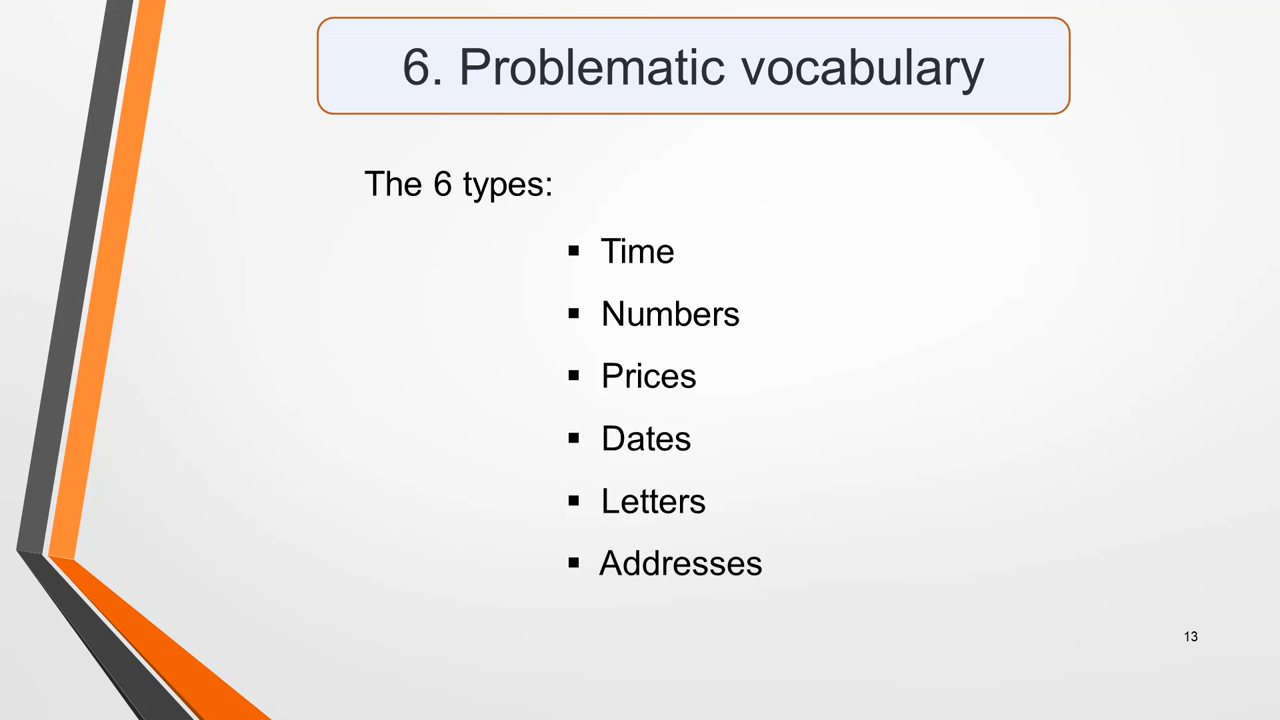 6. Problematic vocabulary
The 6 types:
▪ Time
▪ Numbers
▪ Prices
▪ Dates
▪ Letters
▪ Addresses
13